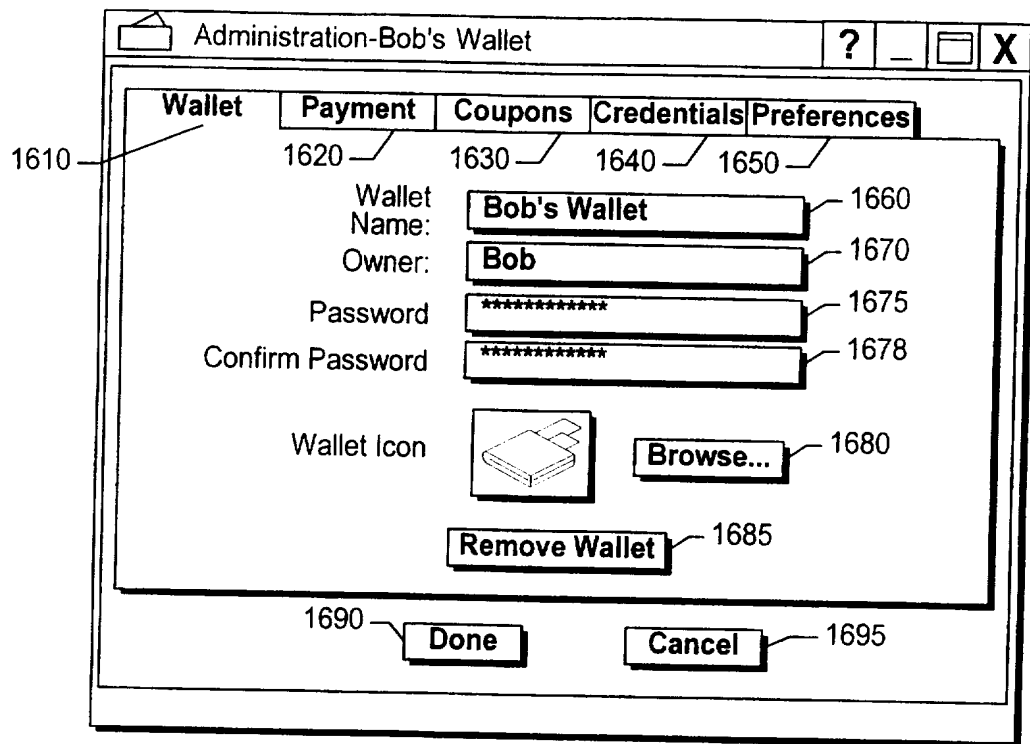 Administration-Bob's Wallet ? _ X
Wallet Payment Coupons Credentials Preferences
1610 1620 1630 1640 1650
Wallet Name: Bob's Wallet 1660
Owner: Bob 1670
Password ************ 1675
Confirm Password ************ 1678
Wallet Icon Browse... 1680
Remove Wallet 1685
1690 Done Cancel 1695